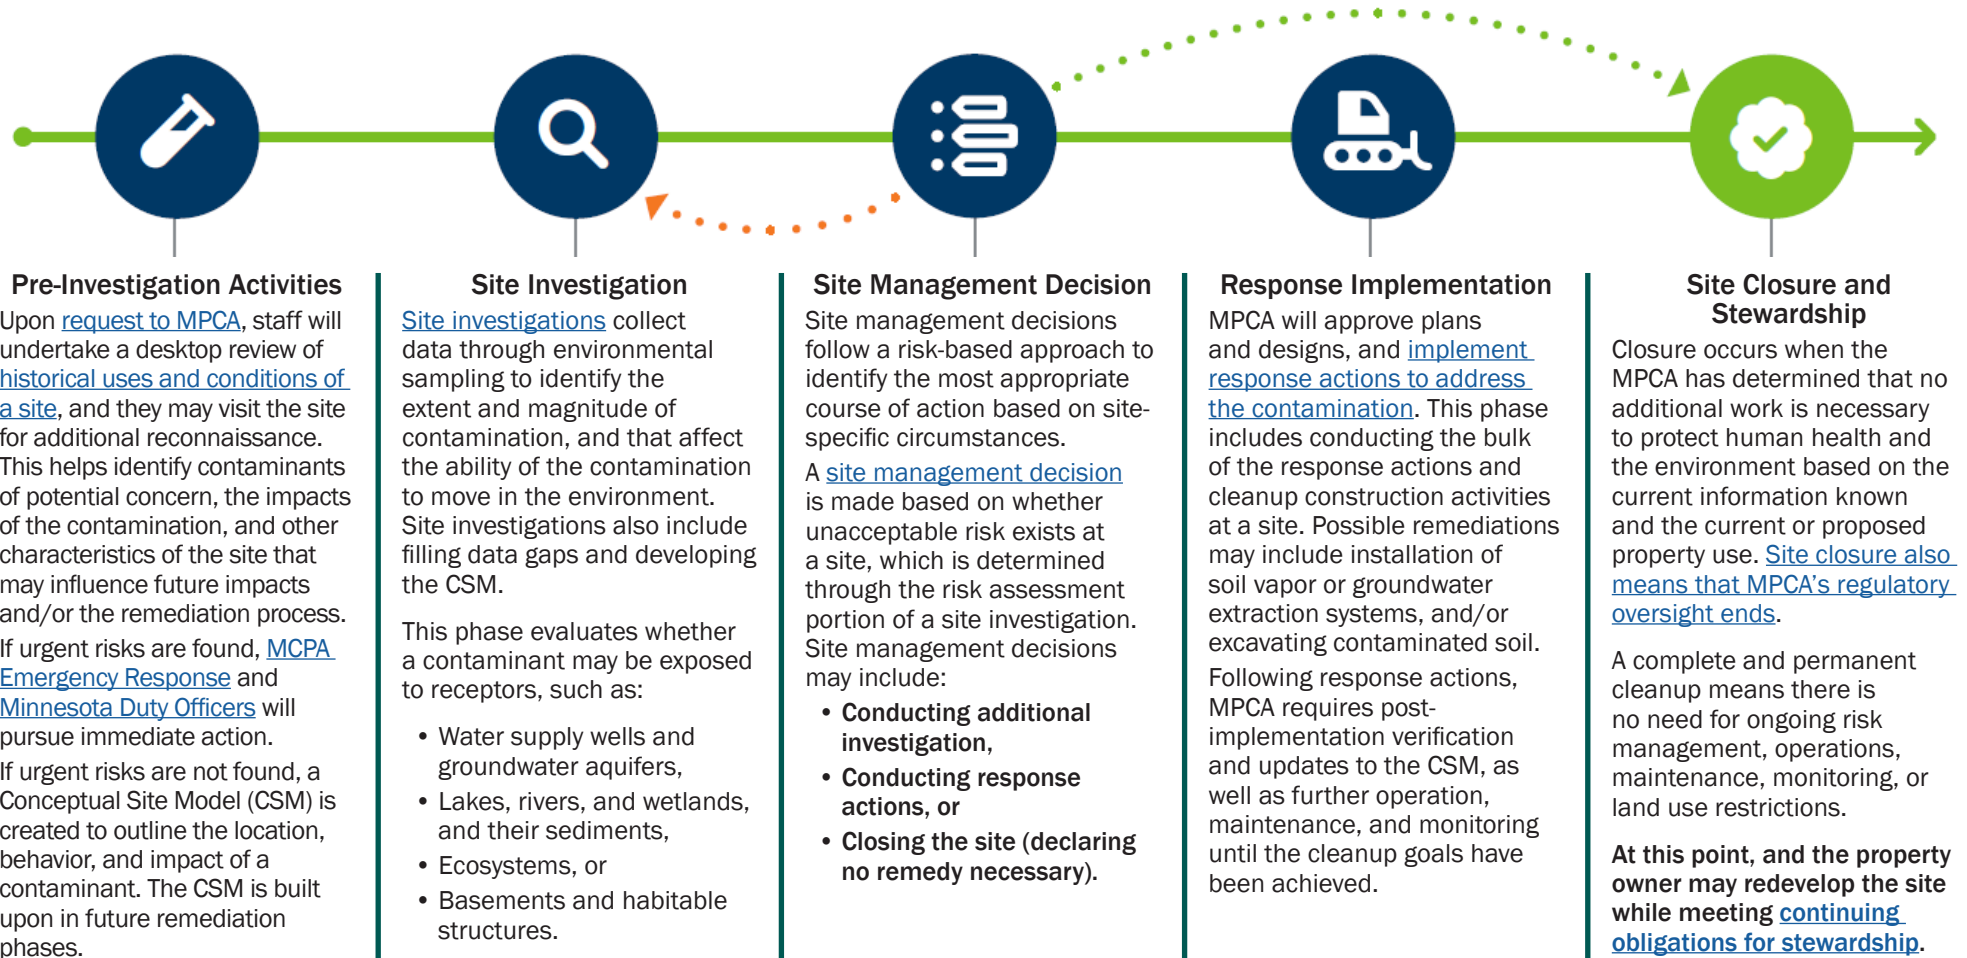 Pre-Investigation Activities
Upon request to MPCA, staff will
undertake a desktop review of
historical uses and conditions of
a site, and they may visit the site
for additional reconnaissance.
This helps identify contaminants
of potential concern, the impacts
of the contamination, and other
characteristics of the site that
may influence future impacts
and/or the remediation process.
If urgent risks are found, MCPA
Emergency Response and
Minnesota Duty Officers will
pursue immediate action.
If urgent risks are not found, a
Conceptual Site Model (CSM) is
created to outline the location,
behavior, and impact of a
contaminant. The CSM is built
upon in future remediation
phases.
Site Investigation
Site investigations collect
data through environmental
sampling to identify the
extent and magnitude of
contamination, and that affect
the ability of the contamination
to move in the environment.
Site investigations also include
filling data gaps and developing
the CSM.
This phase evaluates whether
a contaminant may be exposed
to receptors, such as:
• Water supply wells and
groundwater aquifers,
• Lakes, rivers, and wetlands,
and their sediments,
• Ecosystems, or
• Basements and habitable
structures.
Site Management Decision
Site management decisions
follow a risk-based approach to
identify the most appropriate
course of action based on site-
specific circumstances.
A site management decision
is made based on whether
unacceptable risk exists at
a site, which is determined
through the risk assessment
portion of a site investigation.
Site management decisions
may include:
• Conducting additional
investigation,
• Conducting response
actions, or
• Closing the site (declaring
no remedy necessary).
Response Implementation
MPCA will approve plans
and designs, and implement
response actions to address
the contamination. This phase
includes conducting the bulk
of the response actions and
cleanup construction activities
at a site. Possible remediations
may include installation of
soil vapor or groundwater
extraction systems, and/or
excavating contaminated soil.
Following response actions,
MPCA requires post-
implementation verification
and updates to the CSM, as
well as further operation,
maintenance, and monitoring
until the cleanup goals have
been achieved.
Site Closure and
Stewardship
Closure occurs when the
MPCA has determined that no
additional work is necessary
to protect human health and
the environment based on the
current information known
and the current or proposed
property use. Site closure also
means that MPCA's regulatory
oversight ends.
A complete and permanent
cleanup means there is
no need for ongoing risk
management, operations,
maintenance, monitoring, or
land use restrictions.
At this point, and the property
owner may redevelop the site
while meeting continuing
obligations for stewardship.